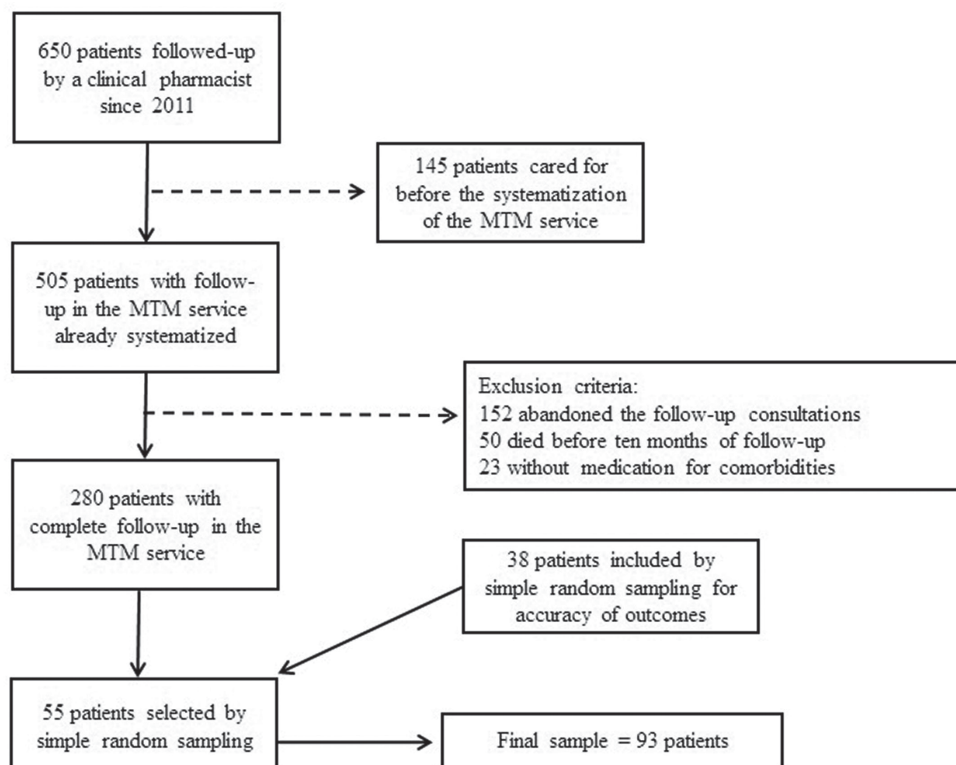 650 patients followed-up
by a clinical pharmacist
since 2011
145 patients cared for
before the systematization
of the MTM service
505 patients with follow-
up in the MTM service
already systematized
Exclusion criteria:
152 abandoned the follow-up consultations
50 died before ten months of follow-up
23 without medication for comorbidities
280 patients with
complete follow-up in the
MTM service
38 patients included by
simple random sampling for
accuracy of outcomes
55 patients selected by
simple random sampling
Final sample = 93 patients